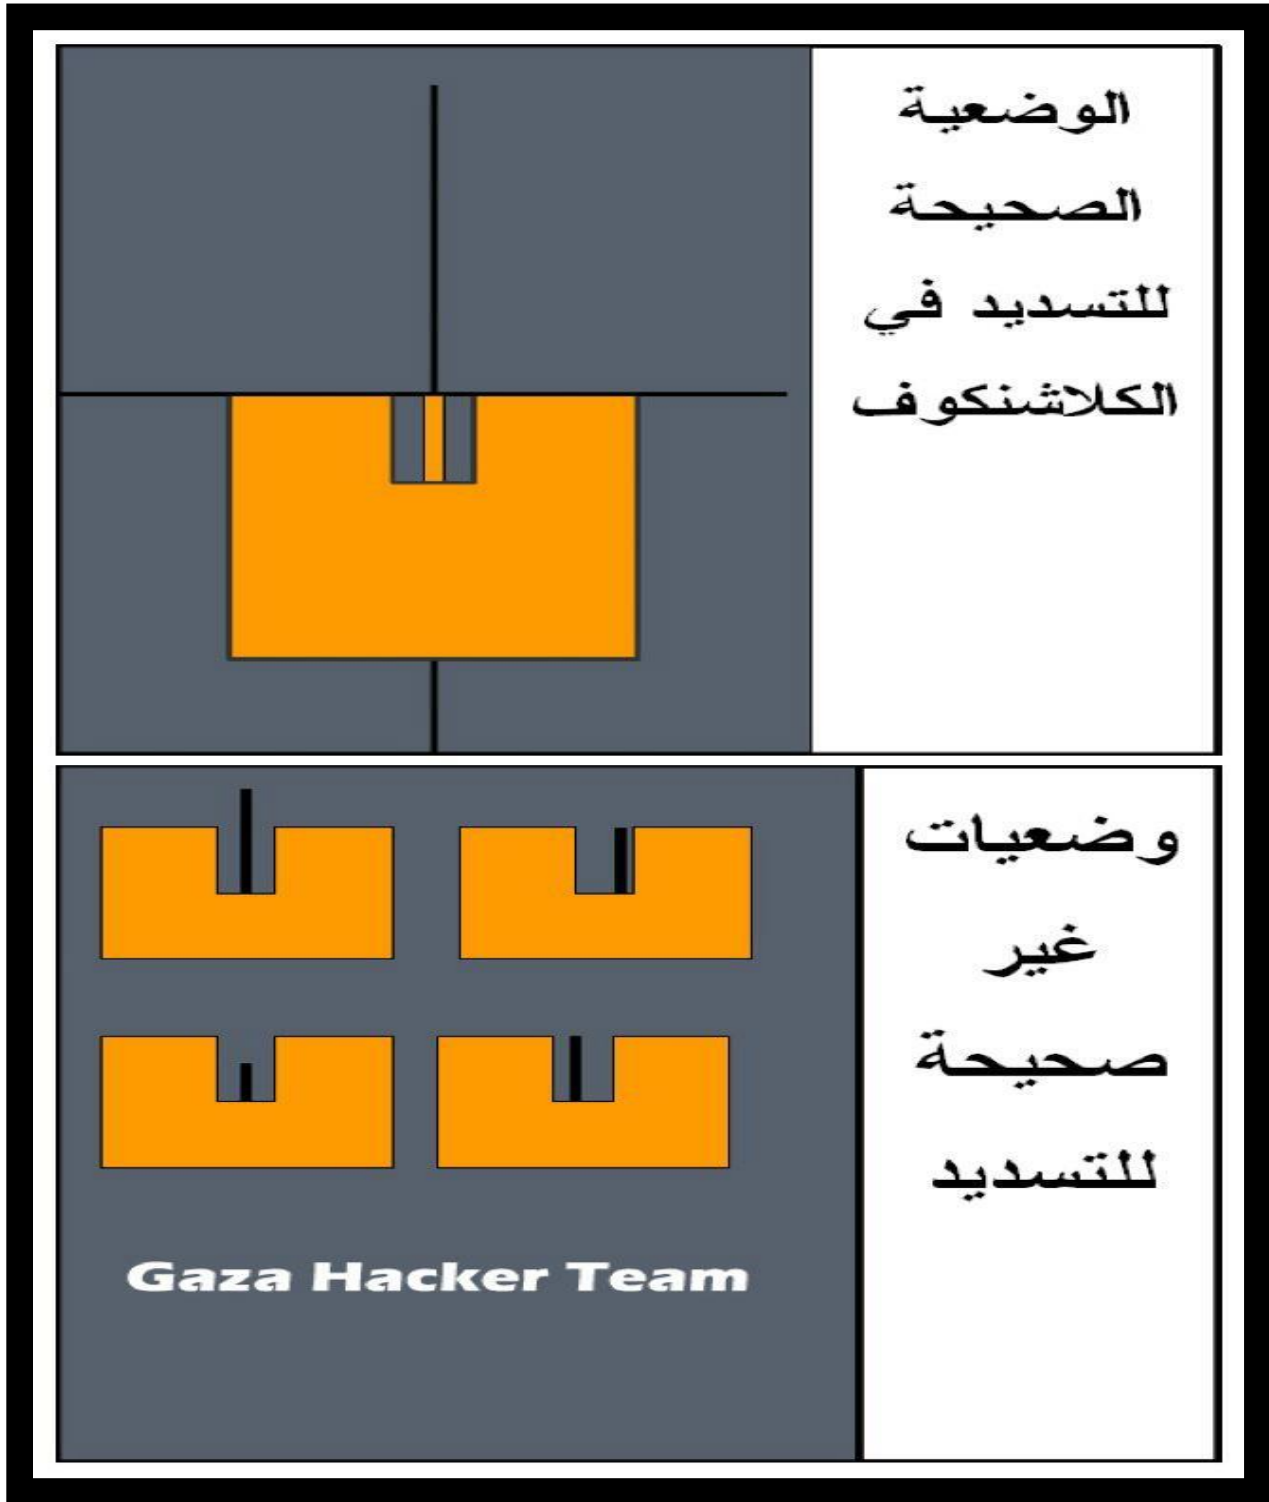 الوضعية
الصحيحة
للتسديد في
الكلاشنكوف
وضعيات
غير
صحيحة
للتسديد
Gaza Hacker Team